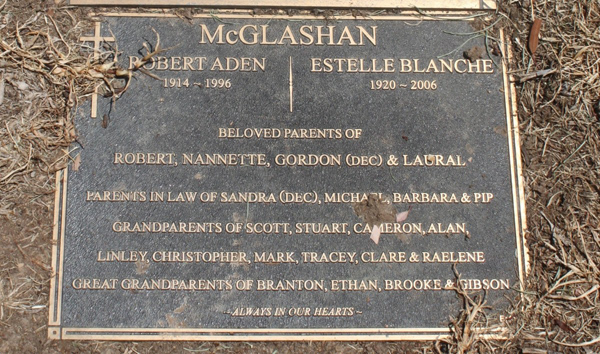 McGLASHAN
ROBERT ADEN ESTELLE BLANCHE
1914 ~ 1996 1920 ~ 2006
BELOVED PARENTS OF
ROBERT, NANNETTE, GORDON (DEC) & LAURAL
PARENTS IN LAW OF SANDRA (DEC), MICHAEL, BARBARA & PIP
GRANDPARENTS OF SCOTT, STUART, CAMERON, ALAN,
LINLEY, CHRISTOPHER, MARK, TRACEY, CLARE & RAELENE
GREAT GRANDPARENTS OF BRANTON, ETHAN, BROOKE & GIBSON
~ ALWAYS IN OUR HEARTS ~